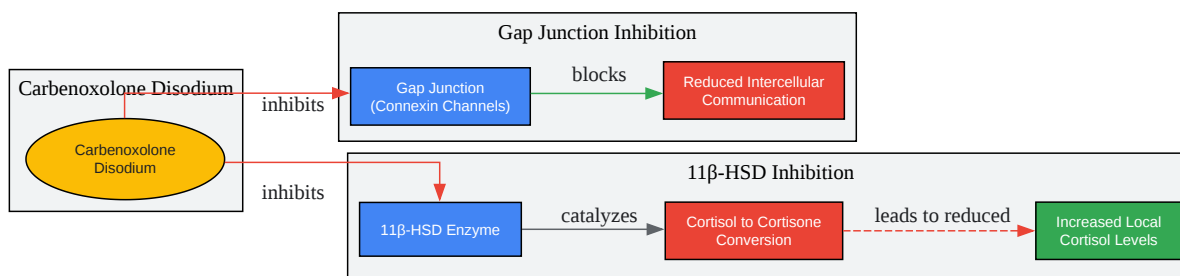 Carbenoxolone Disodium
Carbenoxolone
Disodium
inhibits
inhibits
Gap Junction Inhibition
Gap Junction
(Connexin Channels)
blocks
Reduced Intercellular
Communication
11β-HSD Inhibition
11β-HSD Enzyme
catalyzes
Cortisol to Cortisone
Conversion
leads to reduced
Increased Local
Cortisol Levels